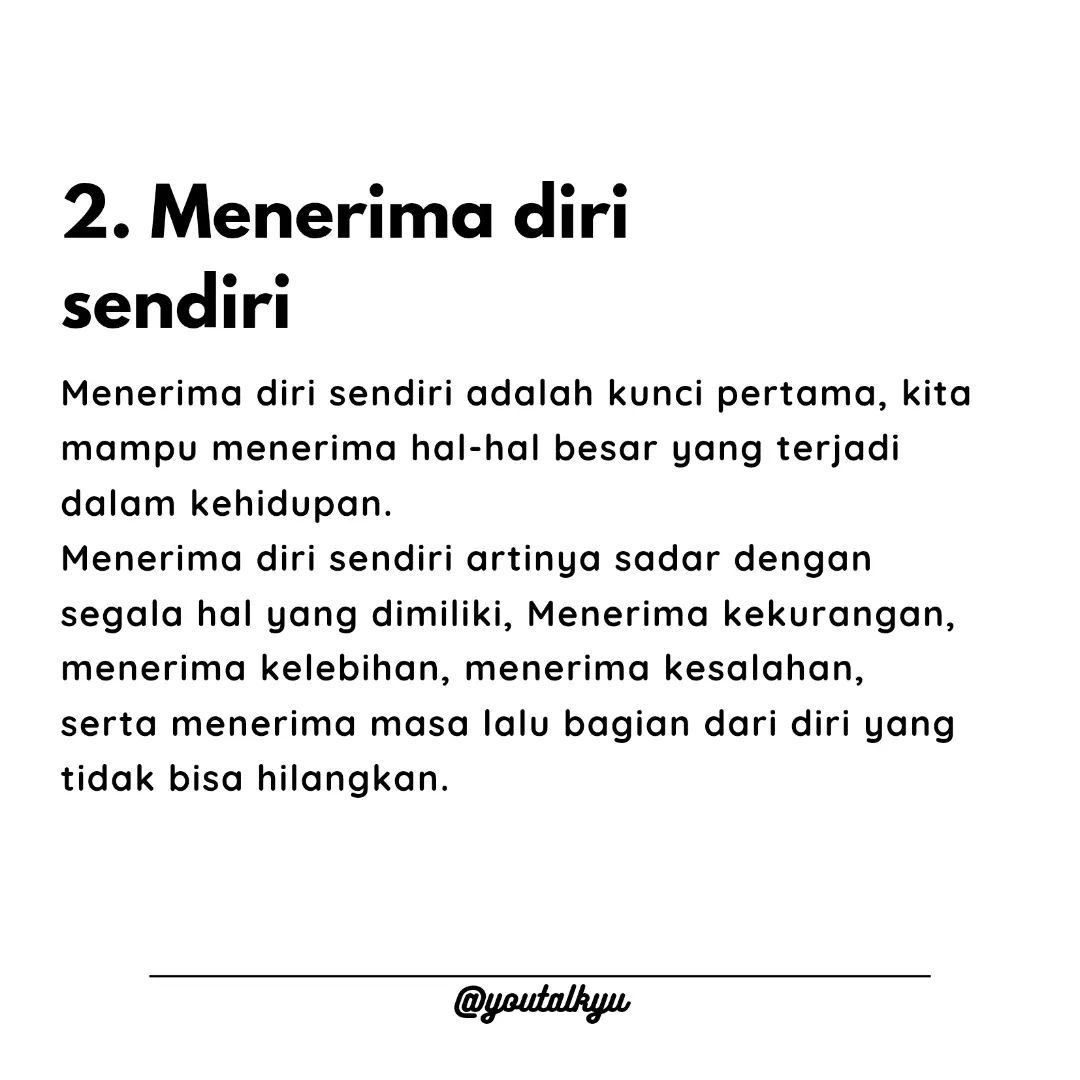 2. Menerima diri
sendiri
Menerima diri sendiri adalah kunci pertama, kita
mampu menerima hal-hal besar yang terjadi
dalam kehidupan.
Menerima diri sendiri artinya sadar dengan
segala hal yang dimiliki, Menerima kekurangan,
menerima kelebihan, menerima kesalahan,
serta menerima masa lalu bagian dari diri yang
tidak bisa hilangkan.
@youtalkyu